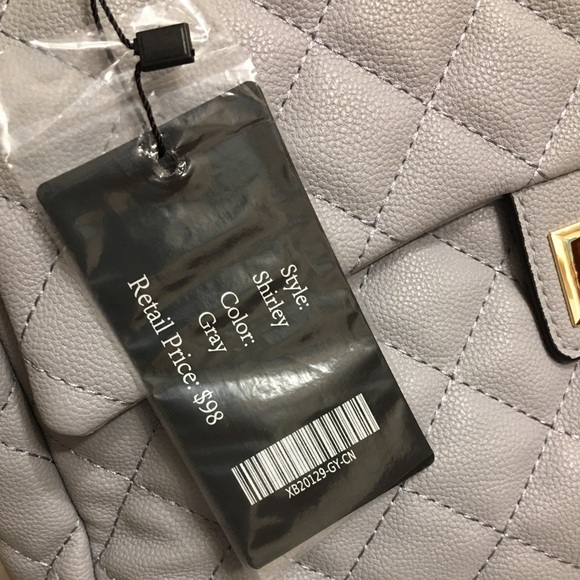 Style:
Shirley
Color:
Gray
Retail Price: $98
XB20129-GY-CN